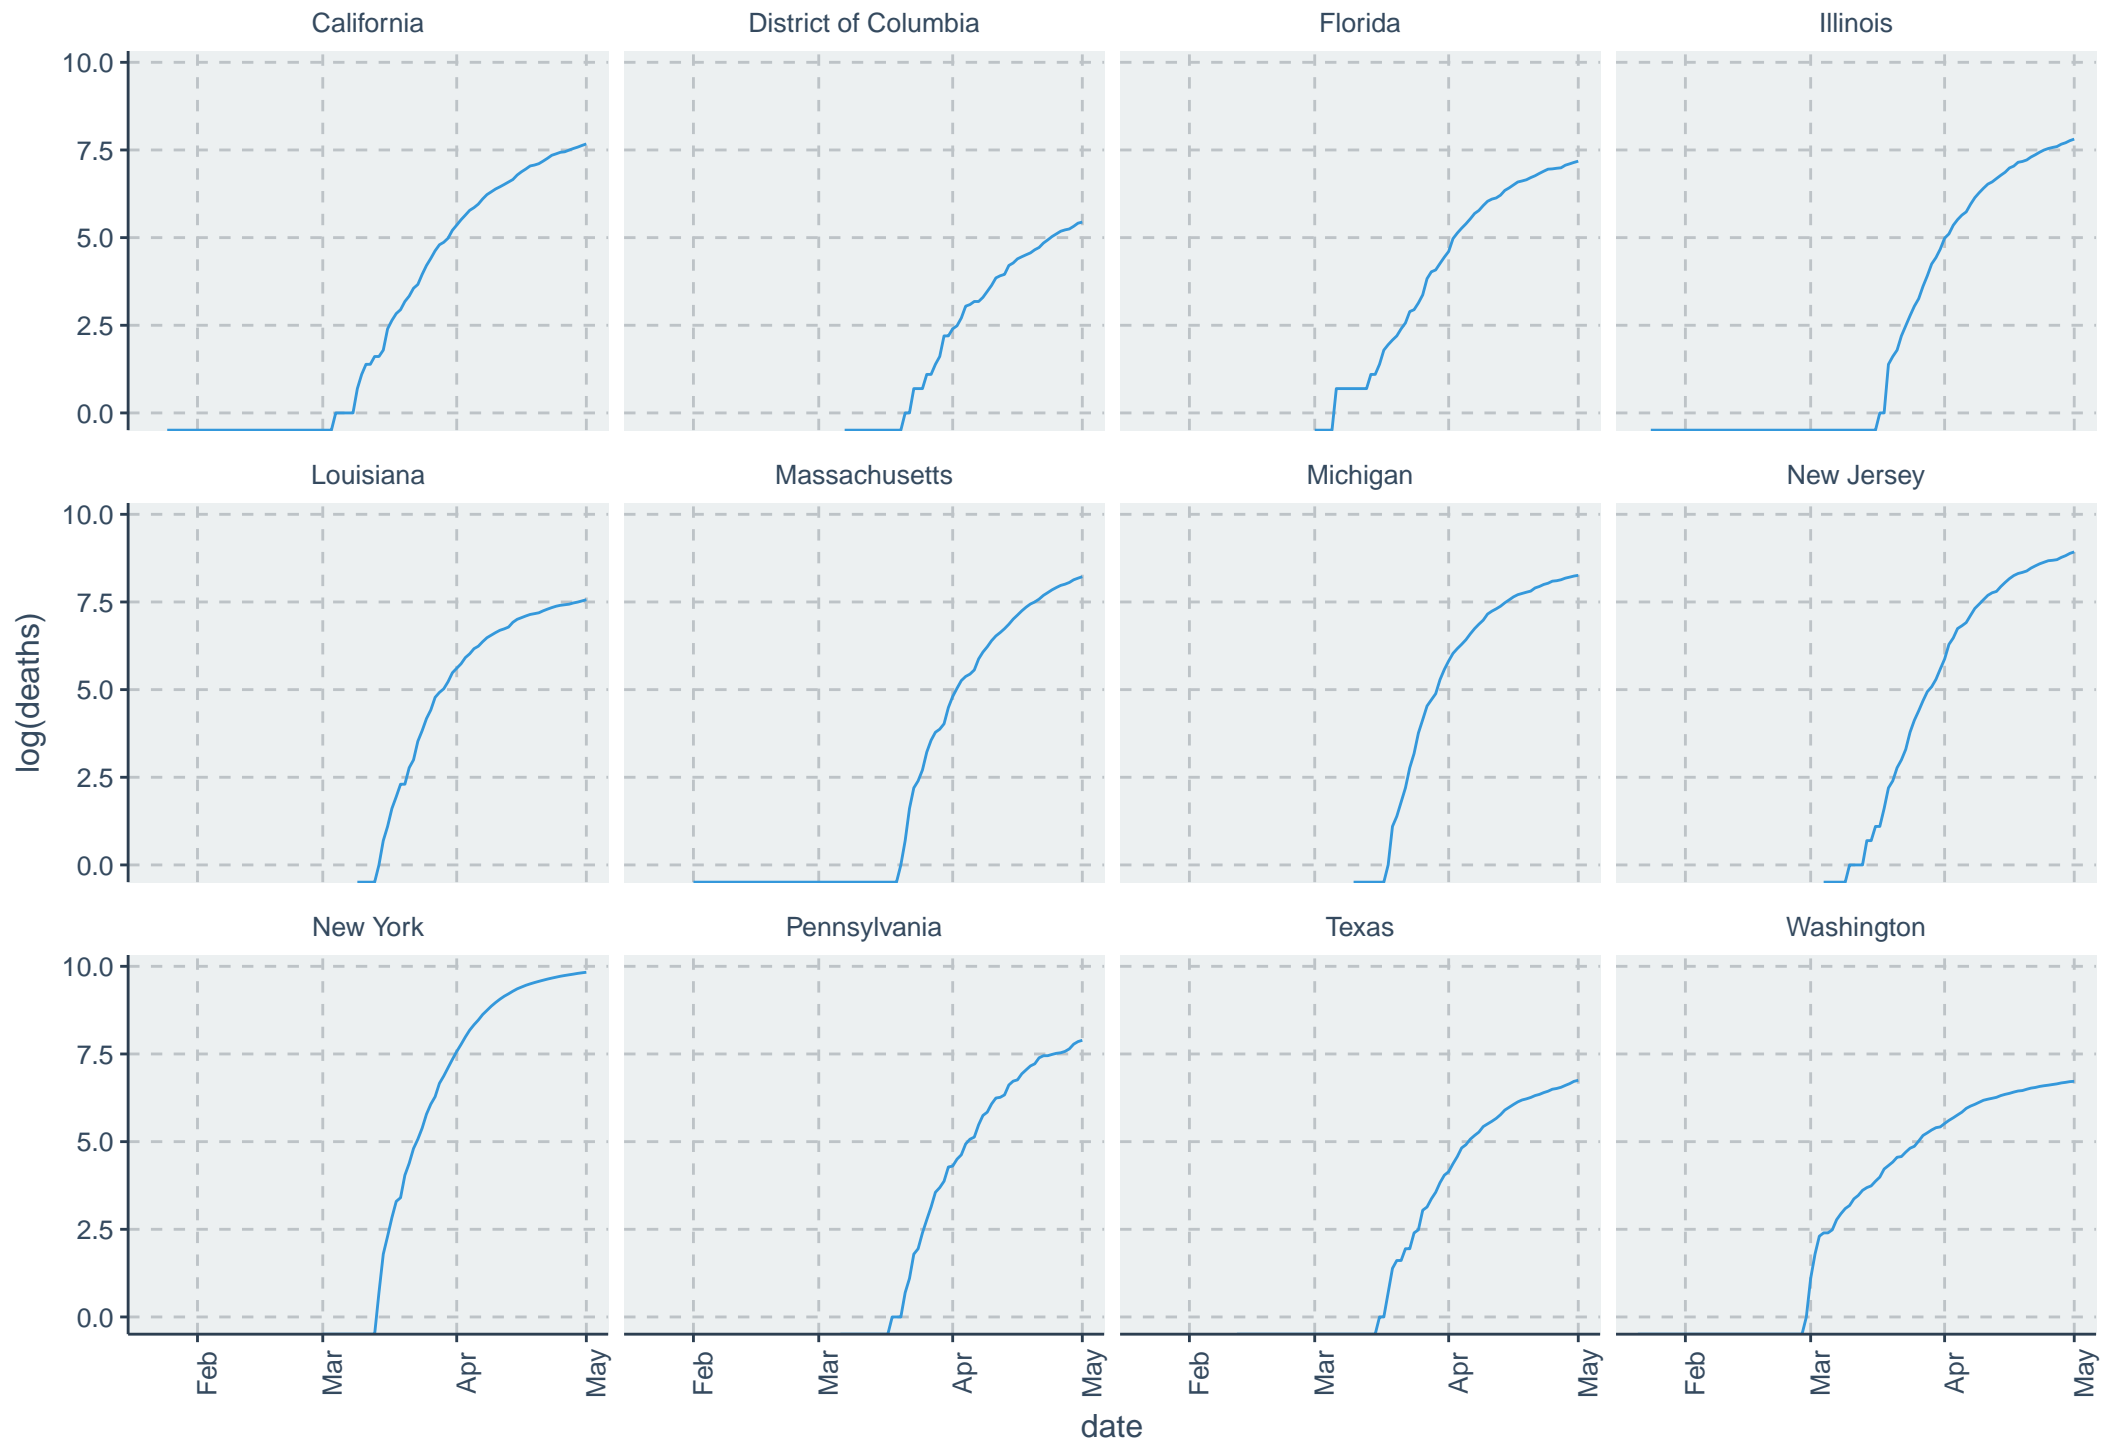 California District of Columbia Florida Illinois
10.0
7.5
5.0
2.5
0.0
Louisiana Massachusetts Michigan New Jersey
10.0
7.5
5.0
2.5
0.0
log(deaths)
New York Pennsylvania Texas Washington
10.0
7.5
5.0
2.5
0.0
Feb Mar Apr May Feb Mar Apr May Feb Mar Apr May Feb Mar Apr May
date